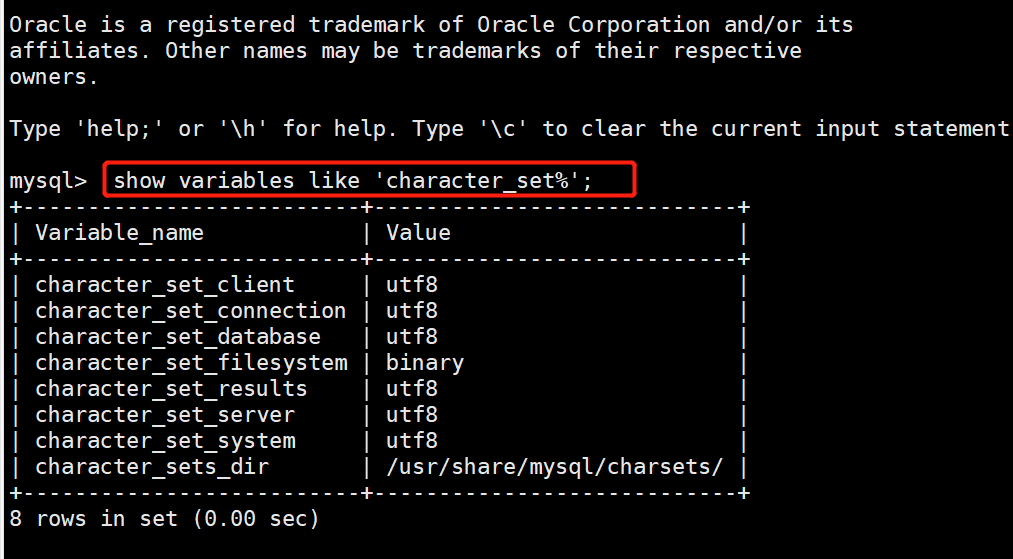 Oracle is a registered trademark of Oracle Corporation and/or its
affiliates. Other names may be trademarks of their respective
owners.
Type 'help;' or '\h' for help. Type '\c' to clear the current input statement
mysql> show variables like 'character_set%';
+--------------------------+----------------------------+
| Variable_name            | Value                      |
+--------------------------+----------------------------+
| character_set_client     | utf8                       |
| character_set_connection | utf8                       |
| character_set_database   | utf8                       |
| character_set_filesystem | binary                     |
| character_set_results    | utf8                       |
| character_set_server     | utf8                       |
| character_set_system     | utf8                       |
| character_sets_dir       | /usr/share/mysql/charsets/ |
+--------------------------+----------------------------+
8 rows in set (0.00 sec)